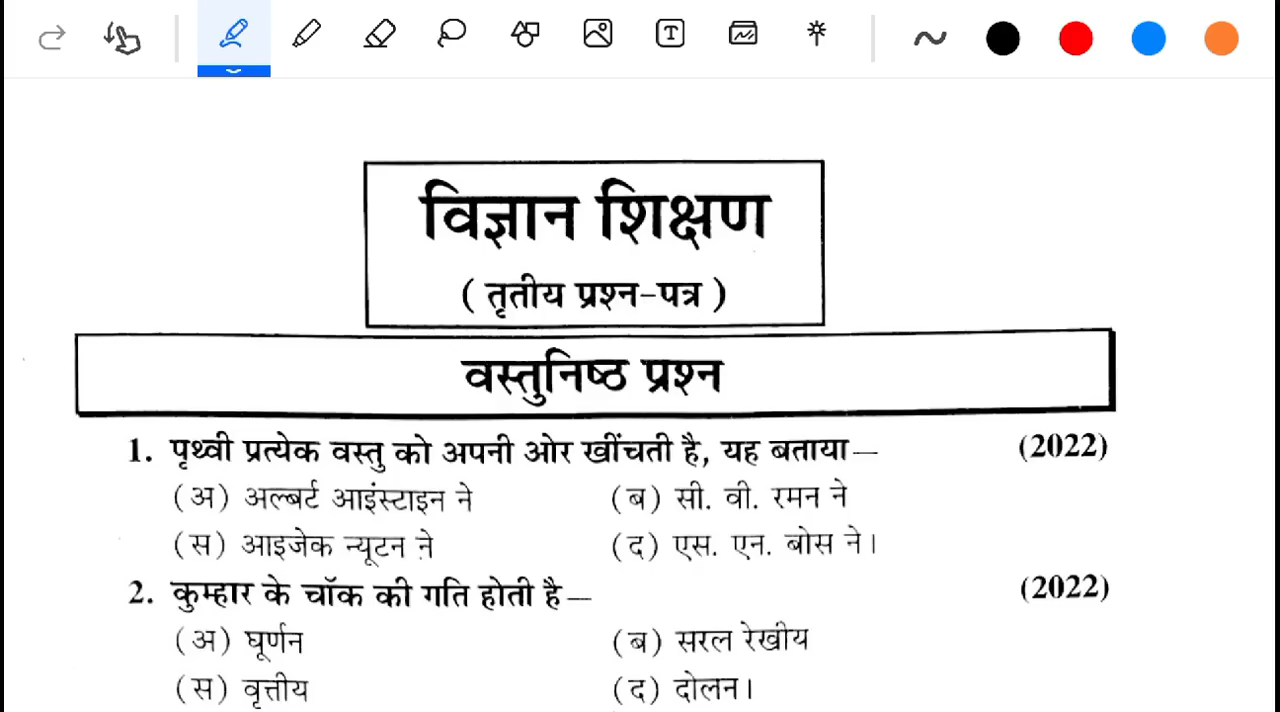 विज्ञान शिक्षण
( तृतीय प्रश्न-पत्र )
वस्तुनिष्ठ प्रश्न
1. पृथ्वी प्रत्येक वस्तु को अपनी ओर खींचती है, यह बताया— (2022)
(अ) अल्बर्ट आइंस्टाइन ने (ब) सी. वी. रमन ने
(स) आइजेक न्यूटन ने (द) एस. एन. बोस ने।
2. कुम्हार के चॉक की गति होती है— (2022)
(अ) घूर्णन (ब) सरल रेखीय
(स) वृत्तीय (द) दोलन।